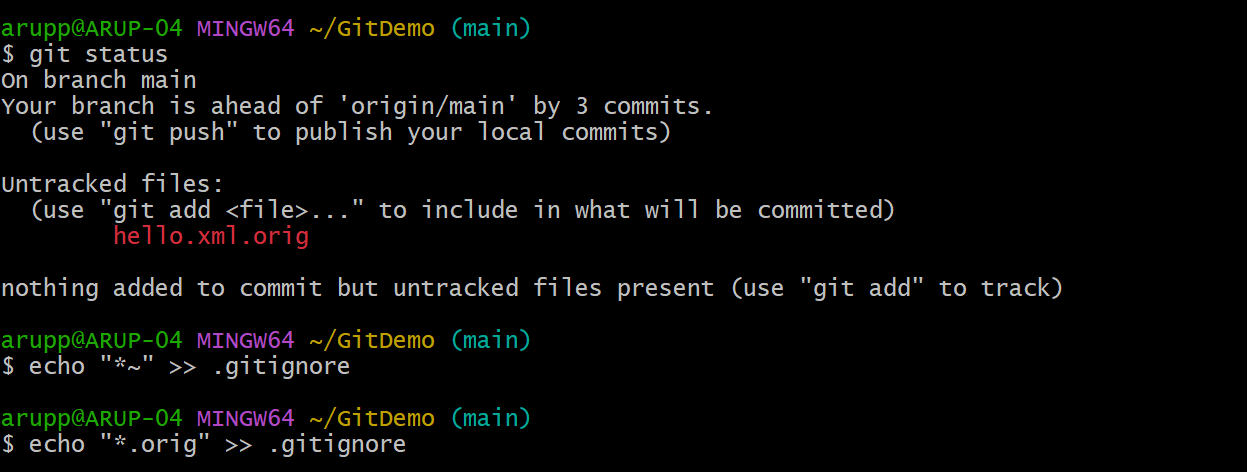 arupp@ARUP-04 MINGW64 ~/GitDemo (main)
$ git status
On branch main
Your branch is ahead of 'origin/main' by 3 commits.
  (use "git push" to publish your local commits)

Untracked files:
  (use "git add <file>..." to include in what will be committed)
        hello.xml.orig

nothing added to commit but untracked files present (use "git add" to track)

arupp@ARUP-04 MINGW64 ~/GitDemo (main)
$ echo "*~" >> .gitignore

arupp@ARUP-04 MINGW64 ~/GitDemo (main)
$ echo "*.orig" >> .gitignore